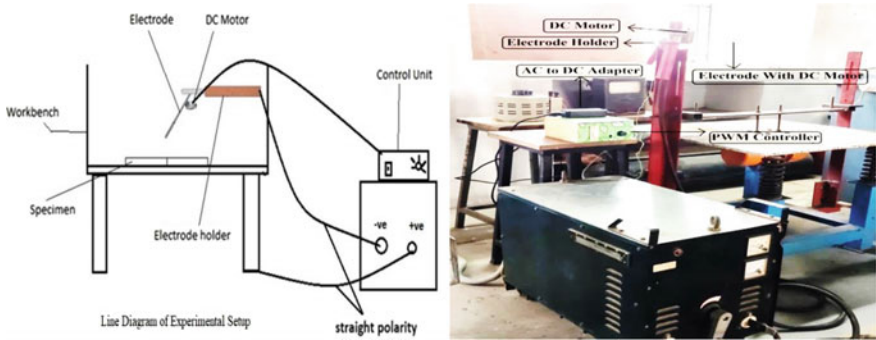 Electrode
DC Motor
Control Unit
Workbench
Specimen
Electrode holder
-ve
+ve
Line Diagram of Experimental Setup
straight polarity
DC Motor
Electrode Holder
AC to DC Adapter
Electrode With DC Motor
PWM Controller